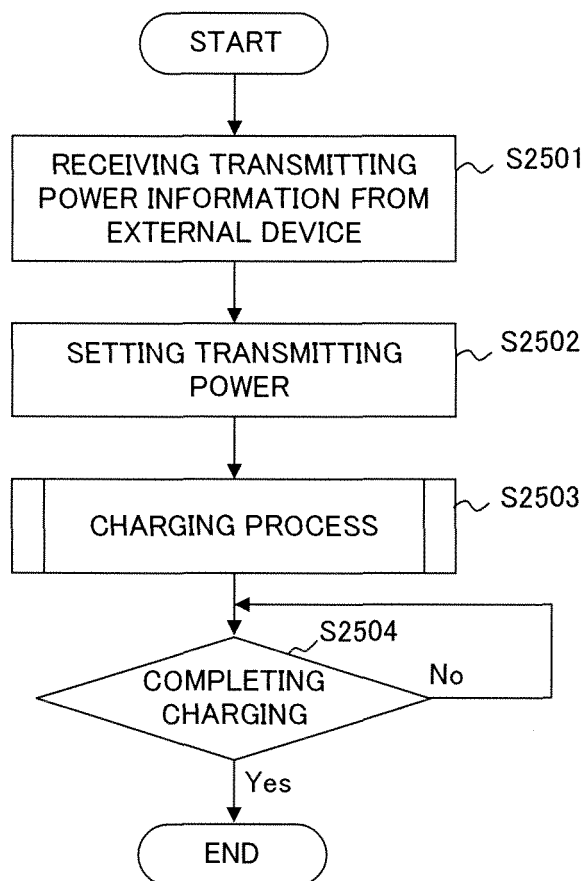 START
RECEIVING TRANSMITTING
POWER INFORMATION FROM
EXTERNAL DEVICE
S2501
SETTING TRANSMITTING
POWER
S2502
CHARGING PROCESS
S2503
S2504
COMPLETING
CHARGING
No
Yes
END